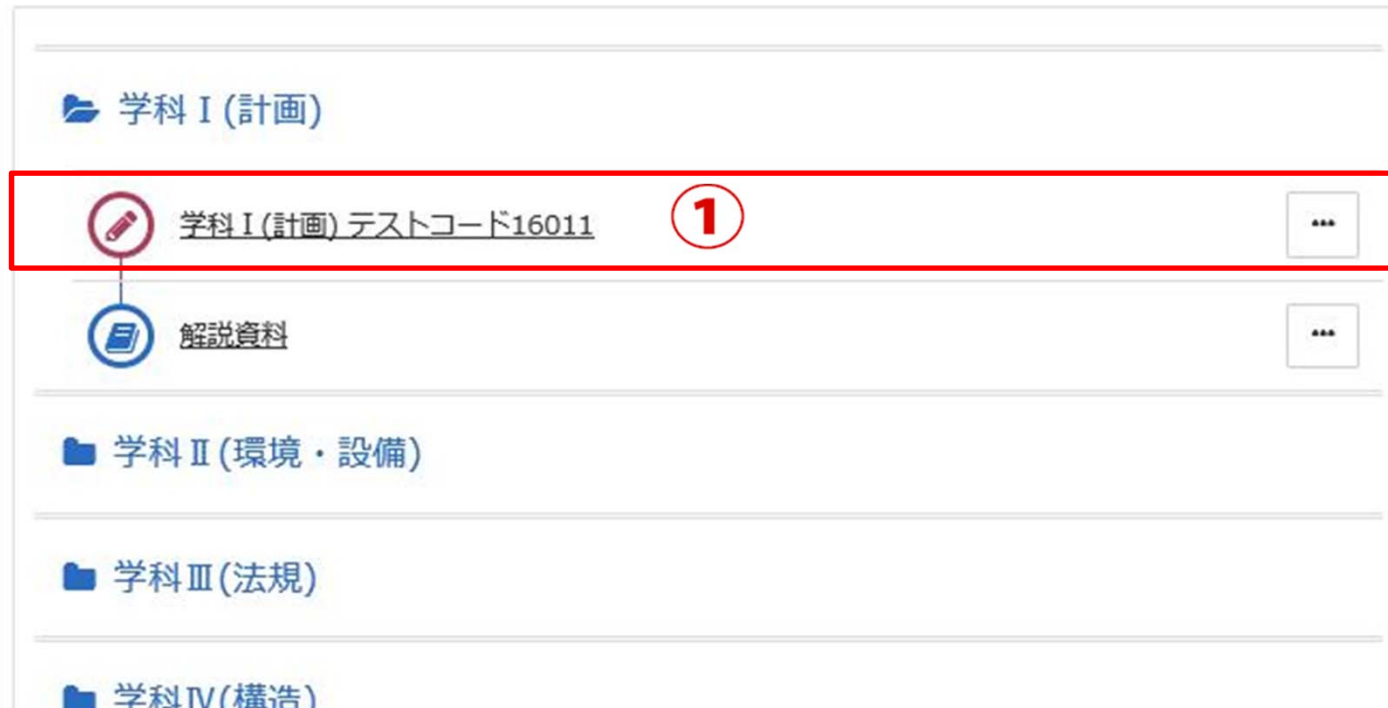 学科Ⅰ(計画)
学科Ⅰ(計画) テストコード16011
①
解説資料
学科Ⅱ(環境・設備)
学科Ⅲ(法規)
学科Ⅳ(構造)